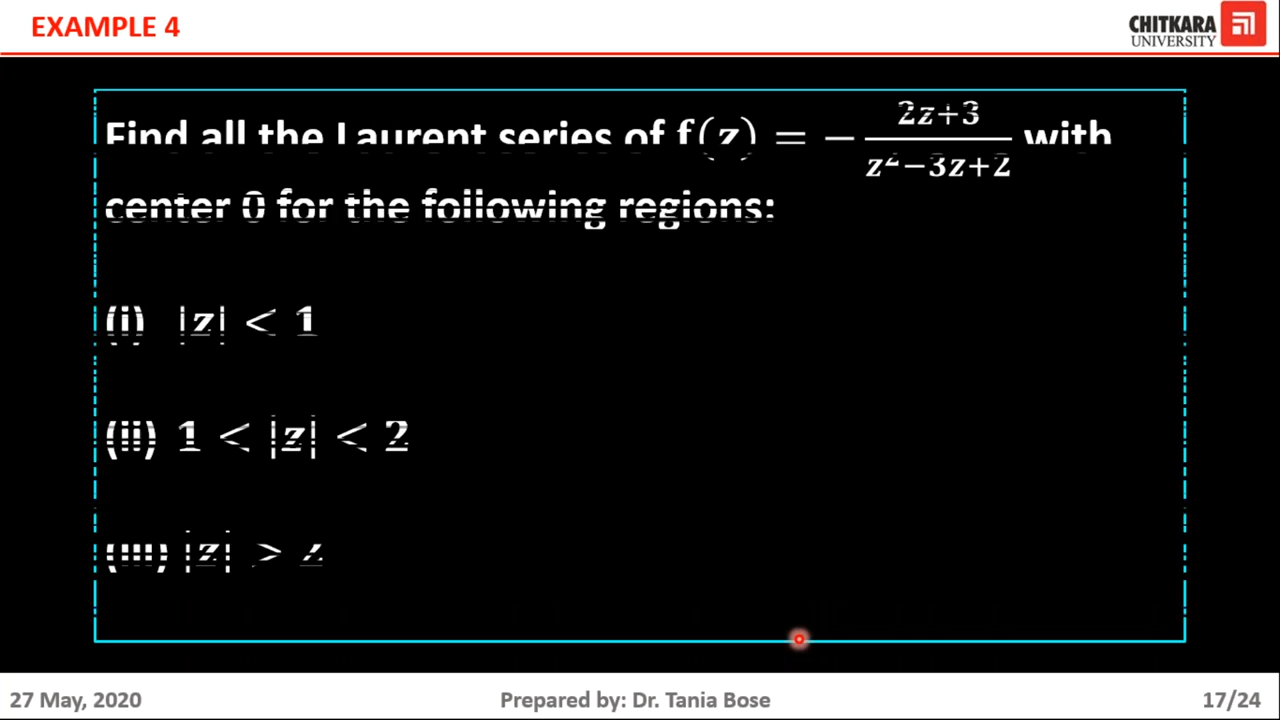 EXAMPLE 4
CHITKARA
UNIVERSITY
Find all the Laurent series of f(z) = − (2z+3)/(z²−3z+2) with
center 0 for the following regions:
(i) |z| < 1
(ii) 1 < |z| < 2
(iii) |z| > 2
27 May, 2020
Prepared by: Dr. Tania Bose
17/24